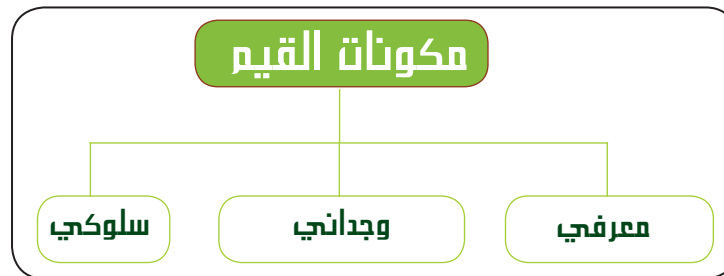 مكونات القيم
معرفي
وجداني
سلوكي